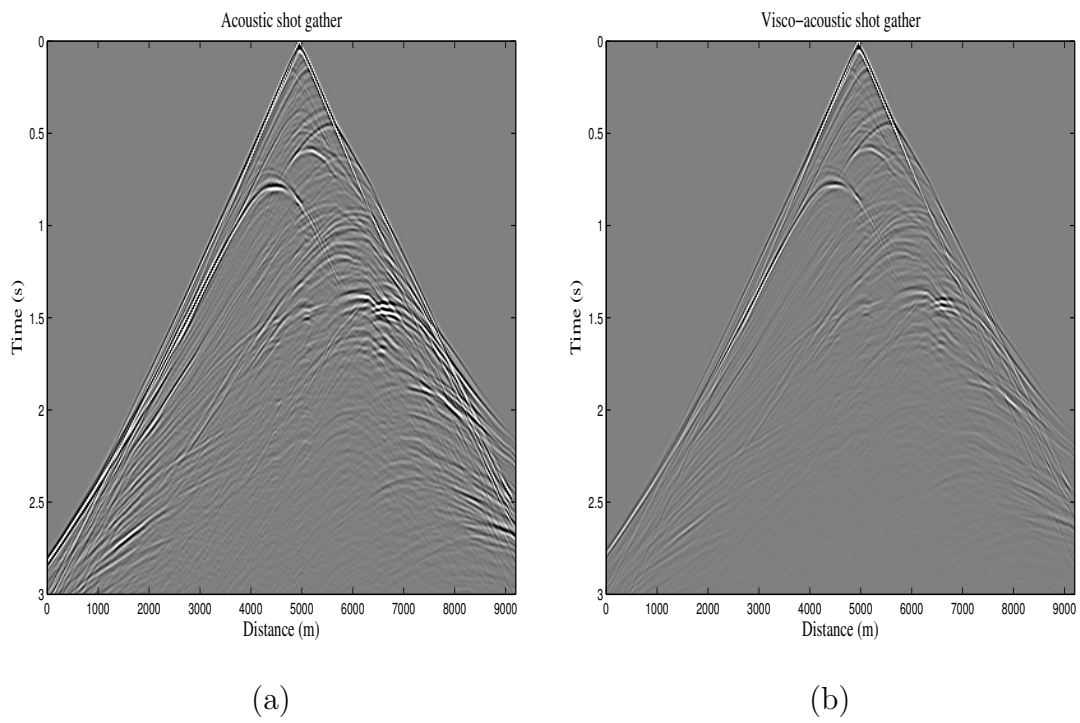 Acoustic shot gather
0
0.5
1
1.5
2
2.5
3
Time (s)
0 1000 2000 3000 4000 5000 6000 7000 8000 9000
Distance (m)
(a)
Visco−acoustic shot gather
0
0.5
1
1.5
2
2.5
3
Time (s)
0 1000 2000 3000 4000 5000 6000 7000 8000 9000
Distance (m)
(b)